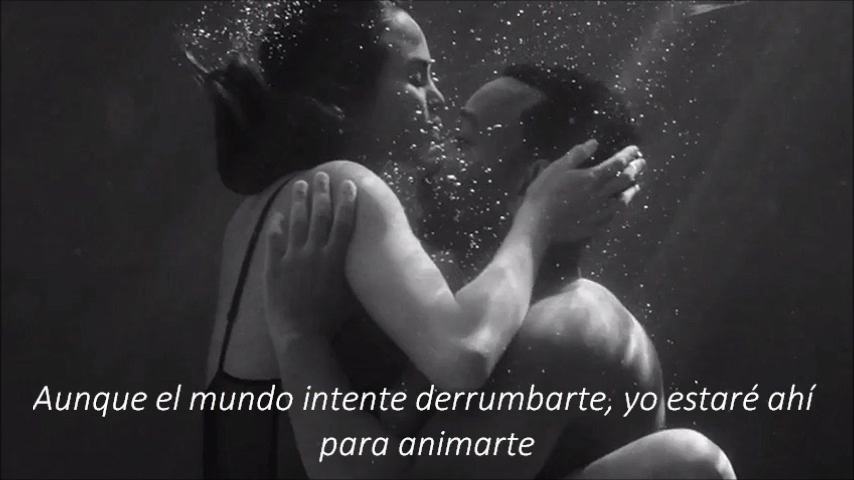 Aunque el mundo intente derrumbarte, yo estaré ahí
para animarte